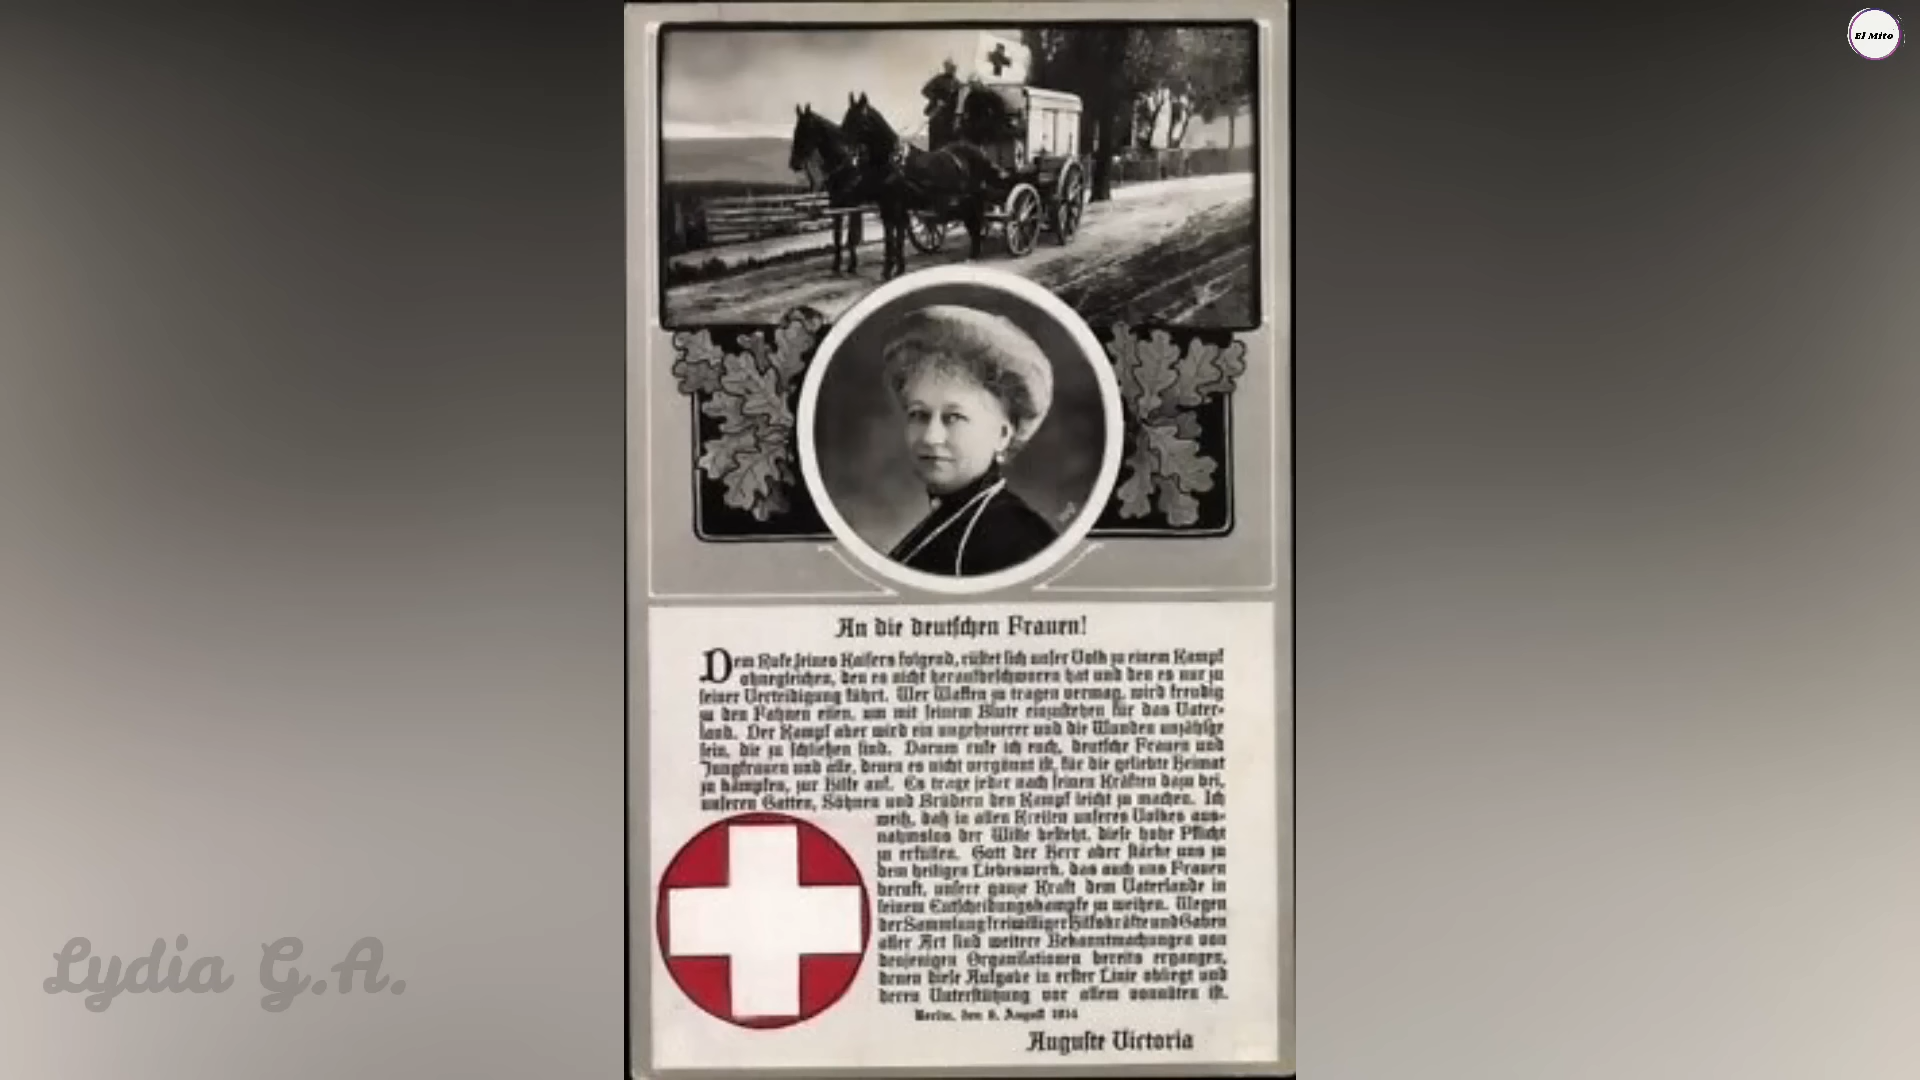 El Mito
An die deutschen Frauen!
Dem Rufe seines Kaisers folgend, rüstet sich unser Volk zu einem Kampf
ohnegleichen, den es nicht heraufbeschworen hat und den es nur zu
seiner Verteidigung führt. Wer Waffen zu tragen vermag, wird freudig
zu den Fahnen eilen, um mit seinem Blute einzustehen für das Vater-
land. Der Kampf aber wird ein ungeheurer und die Wunden unzählige
sein, die zu schließen sind. Darum rufe ich euch, deutsche Frauen und
Jungfrauen und alle, denen es nicht vergönnt ist, für die geliebte Heimat
zu kämpfen, zur Hilfe auf. Es trage jeder nach seinen Kräften dazu bei,
unseren Gatten, Söhnen und Brüdern den Kampf leicht zu machen. Ich
weiß, daß in allen Kreisen unseres Volkes aus-
nahmslos der Wille besteht, diese hohe Pflicht
zu erfüllen. Gott der Herr aber stärke uns zu
dem heiligen Liebeswerk, das auch uns Frauen
beruft, unsere ganze Kraft dem Vaterlande in
seinem Entscheidungskampfe zu weihen. Wegen
der Sammlung freiwilliger Hilfskräfte und Gaben
aller Art sind weitere Bekanntmachungen von
denjenigen Organisationen bereits ergangen,
denen diese Aufgabe in erster Linie obliegt und
deren Unterstützung vor allem vonnöten ist.
Berlin, den 6. August 1914
Auguste Victoria
Lydia G.A.